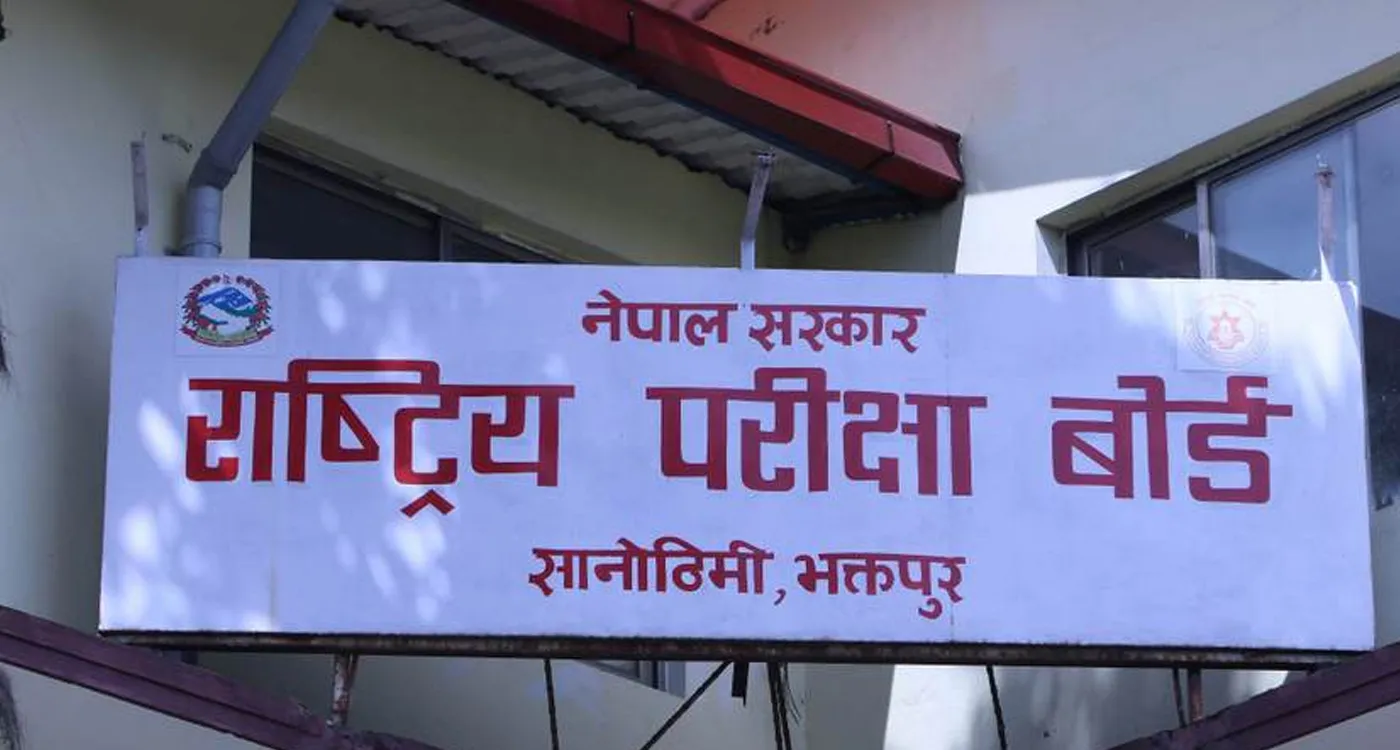 नेपाल सरकार
राष्ट्रिय परीक्षा बोर्ड
सानोठिमी, भक्तपुर